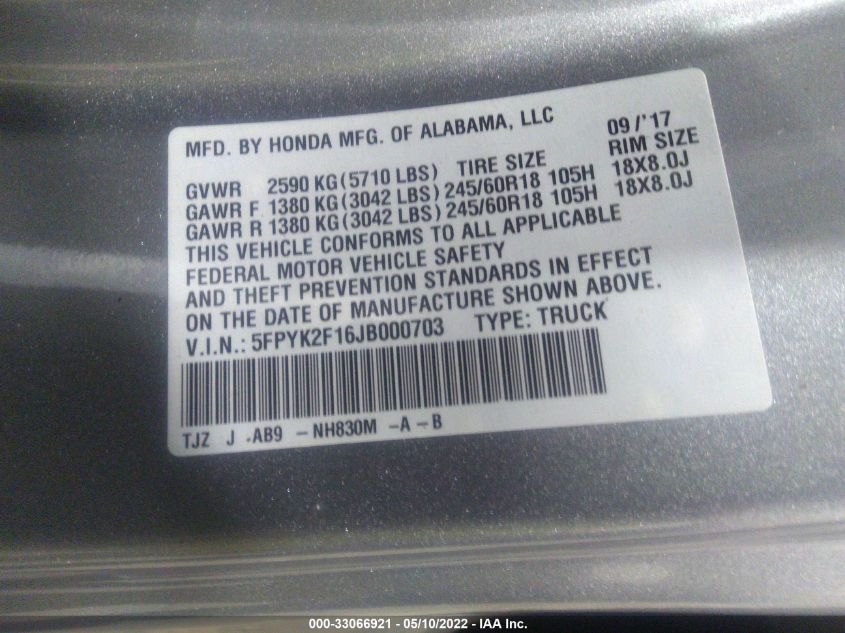 MFD. BY HONDA MFG. OF ALABAMA, LLC 09/'17
GVWR 2590 KG(5710 LBS) TIRE SIZE RIM SIZE
GAWR F 1380 KG(3042 LBS) 245/60R18 105H 18X8.0J
GAWR R 1380 KG(3042 LBS) 245/60R18 105H 18X8.0J
THIS VEHICLE CONFORMS TO ALL APPLICABLE
FEDERAL MOTOR VEHICLE SAFETY
AND THEFT PREVENTION STANDARDS IN EFFECT
ON THE DATE OF MANUFACTURE SHOWN ABOVE.
V.I.N.: 5FPYK2F16JB000703 TYPE: TRUCK
TJZ J -AB9 -NH830M -A-B
000-33066921 - 05/10/2022 - IAA Inc.